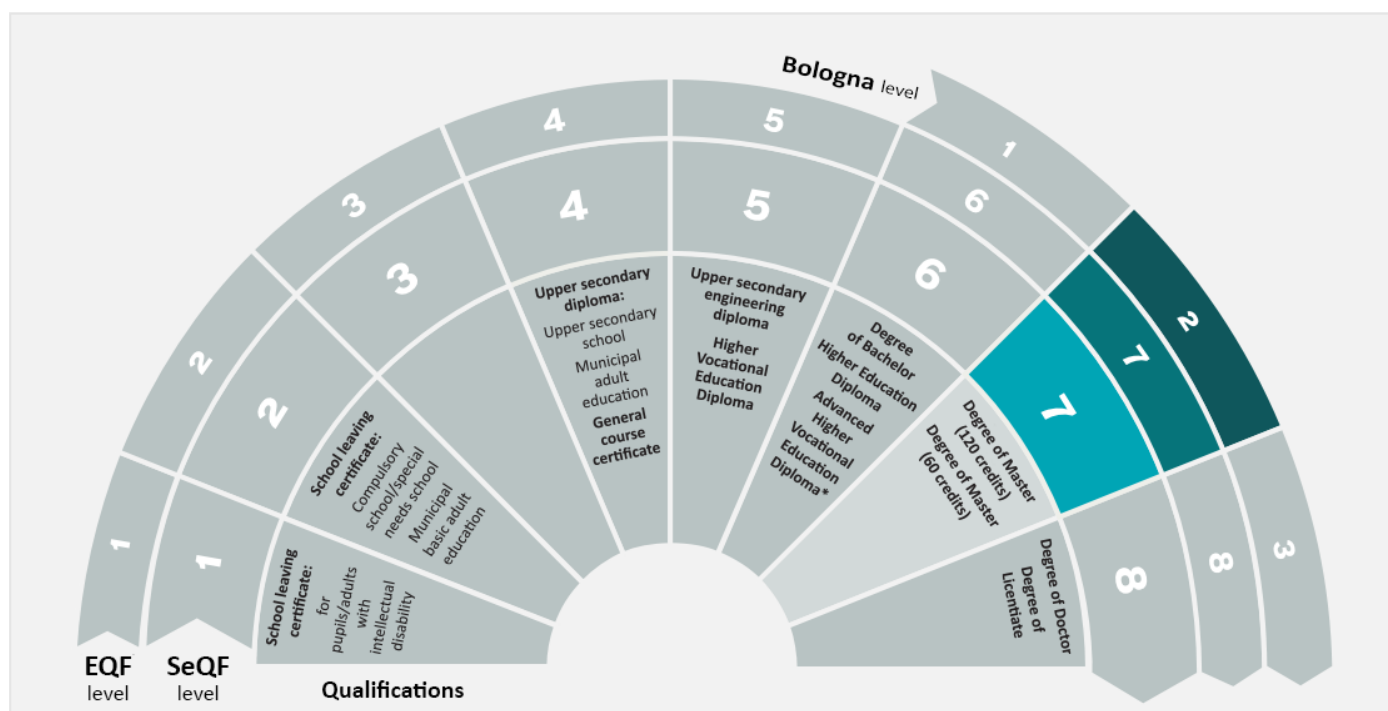 Bologna level
1
2
3
4
5
6
7
8
1
2
3
4
5
6
7
8
1
2
3
School leaving
certificate:
for
pupils/adults
with
intellectual
disability
School leaving
certificate:
Compulsory
school/special
needs school
Municipal
basic adult
education
Upper secondary
diploma:
Upper secondary
school
Municipal
adult
education
General
course
certificate
Upper secondary
engineering
diploma
Higher
Vocational
Education
Diploma
Degree
of Bachelor
Higher Education
Diploma
Advanced
Higher
Vocational
Education
Diploma*
Degree of Master
(120 credits)
Degree of Master
(60 credits)
Degree of Doctor
Degree of
Licentiate
EQF
level
SeQF
level
Qualifications